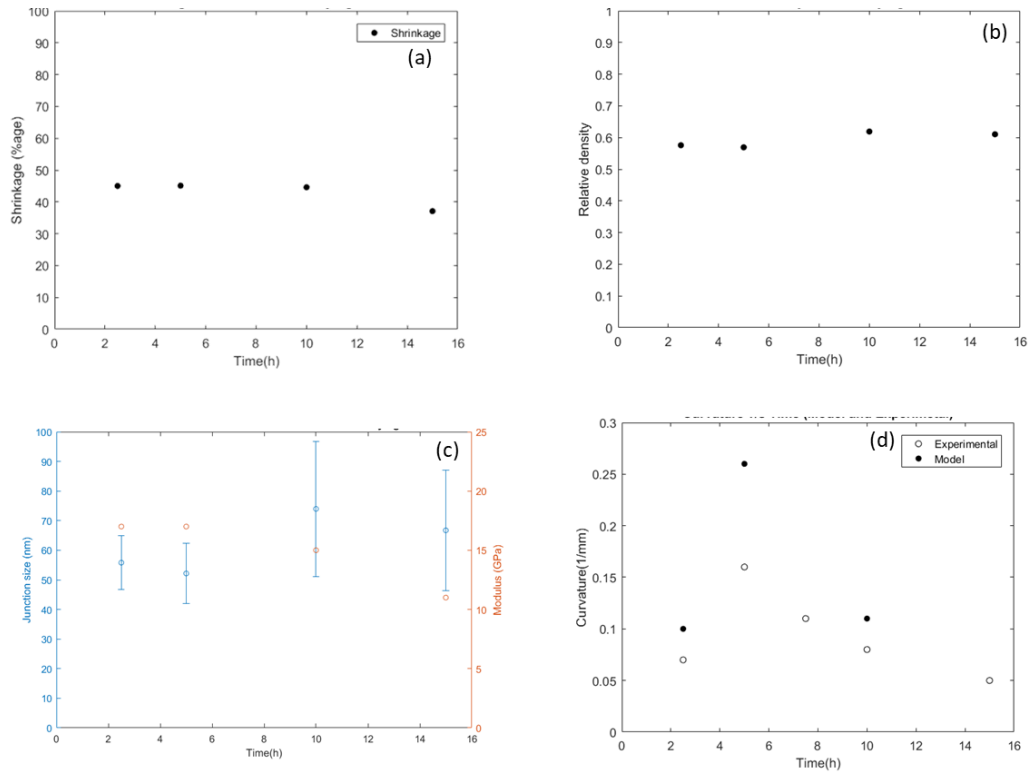 100
90
80
70
60
50
40
30
20
10
0
0 2 4 6 8 10 12 14 16
Shrinkage (%age)
Time(h)
Shrinkage
(a)
1
0.9
0.8
0.7
0.6
0.5
0.4
0.3
0.2
0.1
0
0 2 4 6 8 10 12 14 16
Relative density
Time(h)
(b)
100
90
80
70
60
50
40
30
20
10
0
Junction size (nm)
0 2 4 6 8 10 12 14 16
Time(h)
25
20
15
10
5
0
Modulus (GPa)
(c)
0.3
0.25
0.2
0.15
0.1
0.05
0
0 2 4 6 8 10 12 14 16
Curvature(1/mm)
Time(h)
Experimental
Model
(d)